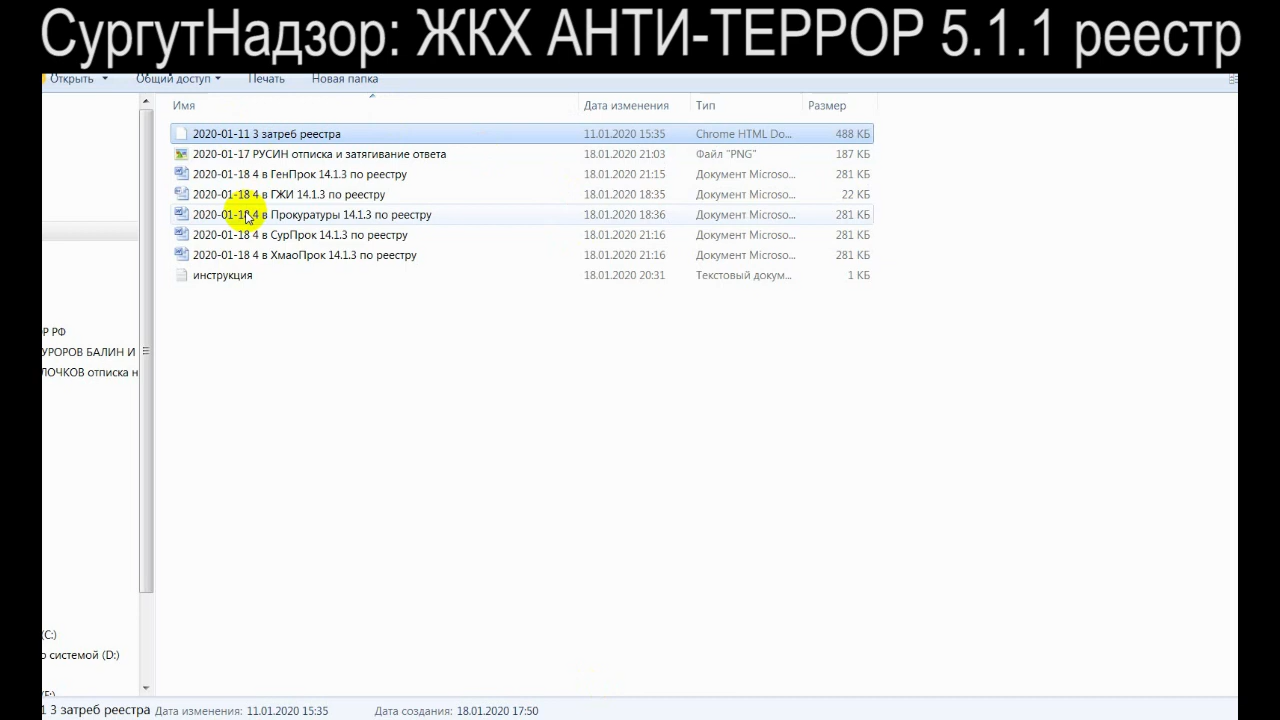 СургутНадзор: ЖКХ АНТИ-ТЕРРОР 5.1.1 реестр
Открыть Общий доступ Печать Новая папка
Имя Дата изменения Тип Размер
2020-01-11 3 затреб реестра 11.01.2020 15:35 Chrome HTML Do... 488 КБ
2020-01-17 РУСИН отписка и затягивание ответа 18.01.2020 21:03 Файл "PNG" 187 КБ
2020-01-18 4 в ГенПрок 14.1.3 по реестру 18.01.2020 21:15 Документ Microso... 281 КБ
2020-01-18 4 в ГЖИ 14.1.3 по реестру 18.01.2020 18:35 Документ Microso... 22 КБ
2020-01-18 4 в Прокуратуры 14.1.3 по реестру 18.01.2020 18:36 Документ Microso... 281 КБ
2020-01-18 4 в СурПрок 14.1.3 по реестру 18.01.2020 21:16 Документ Microso... 281 КБ
2020-01-18 4 в ХмаоПрок 14.1.3 по реестру 18.01.2020 21:16 Документ Microso... 281 КБ
инструкция 18.01.2020 20:31 Текстовый докум... 1 КБ
ОР РФ
УРОРОВ БАЛИН И
ЛОЧКОВ отписка н
(C:)
о системой (D:)
1 3 затреб реестра Дата изменения: 11.01.2020 15:35 Дата создания: 18.01.2020 17:50